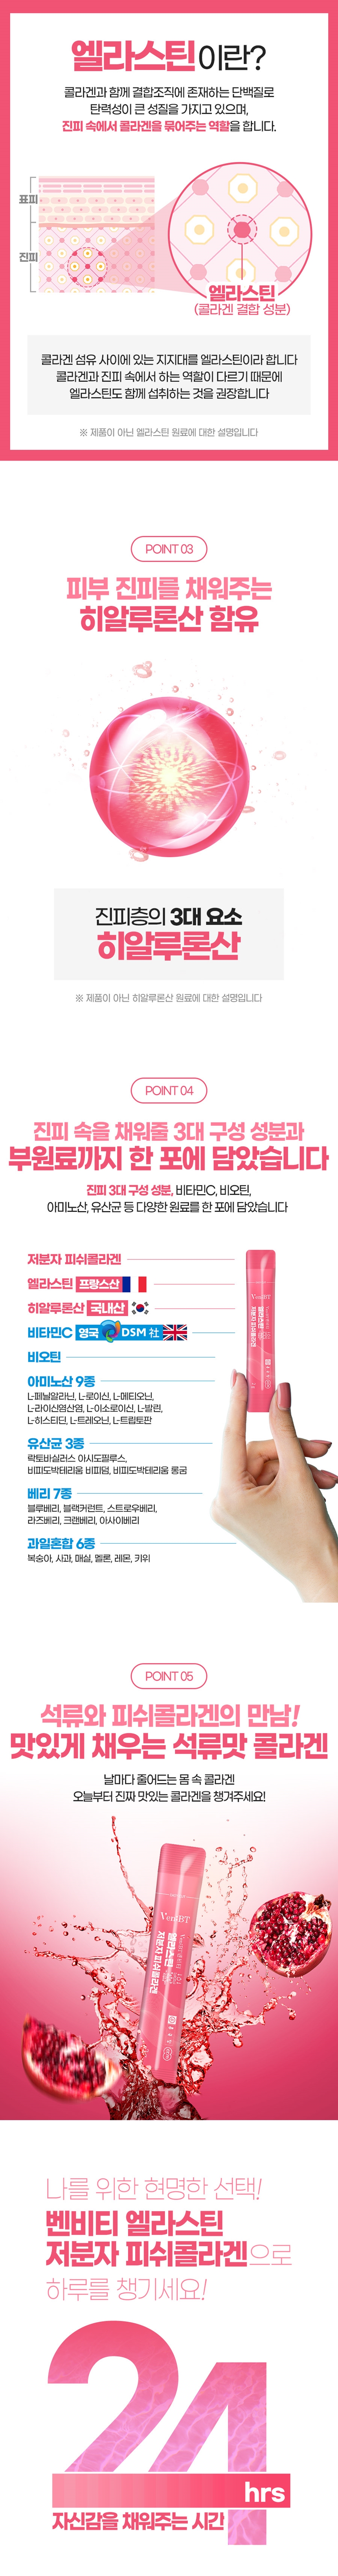 엘라스틴이란?
콜라겐과 함께 결합조직에 존재하는 단백질로
탄력성이 큰 성질을 가지고 있으며,
진피 속에서 콜라겐을 묶어주는 역할을 합니다.
표피
진피
엘라스틴
(콜라겐 결합 성분)
콜라겐 섬유 사이에 있는 지지대를 엘라스틴이라 합니다
콜라겐과 진피 속에서 하는 역할이 다르기 때문에
엘라스틴도 함께 섭취하는 것을 권장합니다
※ 제품이 아닌 엘라스틴 원료에 대한 설명입니다
POINT 03
피부 진피를 채워주는
히알루론산 함유
진피층의 3대 요소
히알루론산
※ 제품이 아닌 히알루론산 원료에 대한 설명입니다
POINT 04
진피 속을 채워줄 3대 구성 성분과
부원료까지 한 포에 담았습니다
진피 3대 구성 성분, 비타민C, 비오틴,
아미노산, 유산균 등 다양한 원료를 한 포에 담았습니다
저분자 피쉬콜라겐
엘라스틴 프랑스산
히알루론산 국내산
비타민C 영국 DSM 社
비오틴
아미노산 9종
L-페닐알라닌, L-로이신, L-메티오닌,
L-라이신염산염, L-이소로이신, L-발린,
L-히스티딘, L-트레오닌, L-트립토판
유산균 3종
락토바실러스 아시도필루스,
비피도박테리움 비피덤, 비피도박테리움 롱굼
베리 7종
블루베리, 블랙커런트, 스트로우베리,
라즈베리, 크랜베리, 아사이베리
과일혼합 6종
복숭아, 사과, 매실, 멜론, 레몬, 키위
VeniBT
엘라스틴
저분자 피쉬콜라겐
POINT 05
석류와 피쉬콜라겐의 만남!
맛있게 채우는 석류맛 콜라겐
날마다 줄어드는 몸 속 콜라겐
오늘부터 진짜 맛있는 콜라겐을 챙겨주세요!
VenIBT
엘라스틴
저분자 피쉬콜라겐
나를 위한 현명한 선택!
벤비티 엘라스틴
저분자 피쉬콜라겐으로
하루를 챙기세요!
24
hrs
자신감을 채워주는 시간